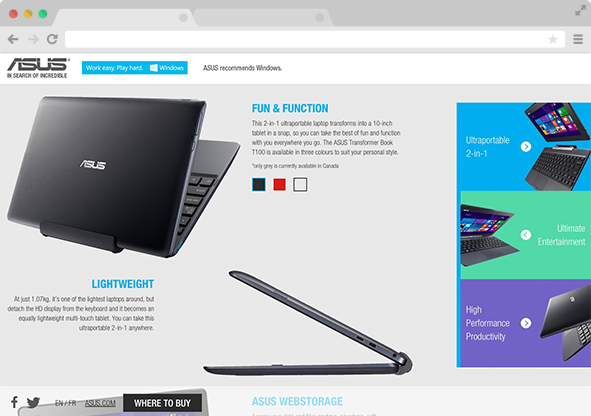 ASUS
IN SEARCH OF INCREDIBLE
Work easy. Play hard.
Windows
ASUS recommends Windows.
ASUS
FUN & FUNCTION
This 2-in-1 ultraportable laptop transforms into a 10-inch
tablet in a snap, so you can take the best of fun and function
with you everywhere you go. The ASUS Transformer Book
T100 is available in three colours to suit your personal style.
*only grey is currently available in Canada
Ultraportable
2-in-1
Ultimate
Entertainment
High
Performance
Productivity
LIGHTWEIGHT
At just 1.07kg, it's one of the lightest laptops around, but
detach the HD display from the keyboard and it becomes an
equally lightweight multi-touch tablet. You can take this
ultraportable 2-in-1 anywhere.
EN / FR
ASUS.COM
WHERE TO BUY
ASUS WEBSTORAGE